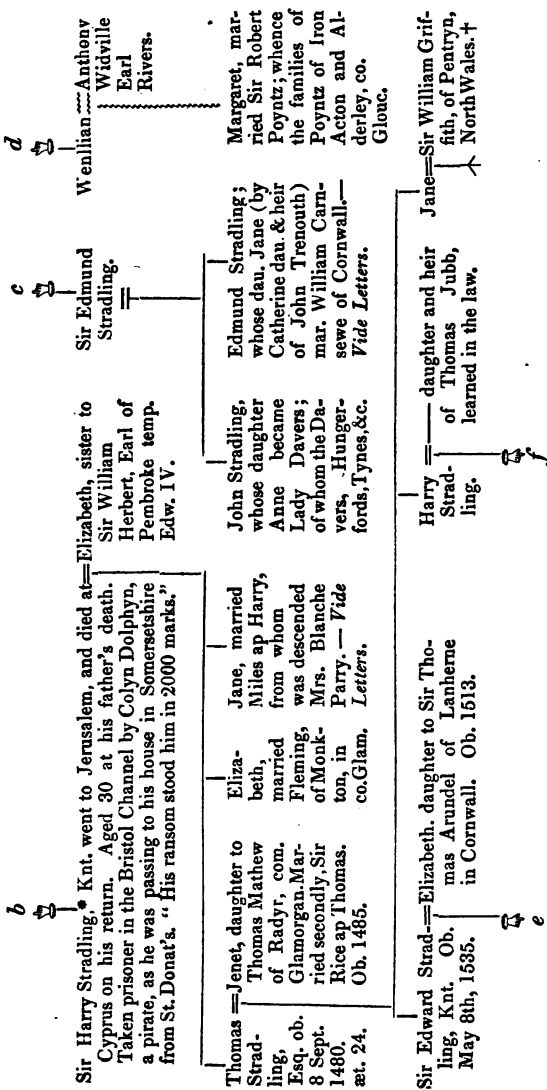 b
c
d
Sir Harry Stradling,* Knt. went to Jerusalem, and died at=Elizabeth, sister to
Cyprus on his return. Aged 30 at his father's death.
Taken prisoner in the Bristol Channel by Colyn Dolphyn,
a pirate, as he was passing to his house in Somersetshire
from St. Donat's. “His ransom stood him in 2000 marks.”
Sir William
Herbert, Earl of
Pembroke temp.
Edw. IV.
Sir Edmund
Stradling.
Wenllian
Anthony
Widville
Earl
Rivers.
Thomas
Strad-
ling,
Esq. ob.
8 Sept.
1480.
æt. 24.
=Jenet, daughter to
Thomas Mathew
of Radyr, com.
Glamorgan. Mar-
ried secondly, Sir
Rice ap Thomas.
Ob. 1485.
Eliza-
beth,
married
Fleming,
of Monk-
ton, in
co. Glam.
Jane, married
Miles ap Harry,
from whom
was descended
Mrs. Blanche
Parry. — Vide
Letters.
John Stradling,
whose daughter
Anne became
Lady Davers;
of whom the Da-
vers, Hunger-
fords, Tynes, &c.
Edmund Stradling;
whose dau. Jane (by
Catherine dau. & heir
of John Trenouth)
mar. William Carn-
sewe of Cornwall.—
Vide Letters.
Margaret, mar-
ried Sir Robert
Poyntz; whence
the families of
Poyntz of Iron
Acton and Al-
derley, co.
Glouc.
Sir Edward Strad-=Elizabeth. daughter to Sir Tho-
ling, Knt. Ob.
May 8th, 1535.
mas Arundel of Lanherne
in Cornwall. Ob. 1513.
Harry
Strad-
ling.
daughter and heir
of Thomas Jubb,
learned in the law.
Jane=Sir William Grif-
fith, of Pentryn,
North Wales.†
e
f